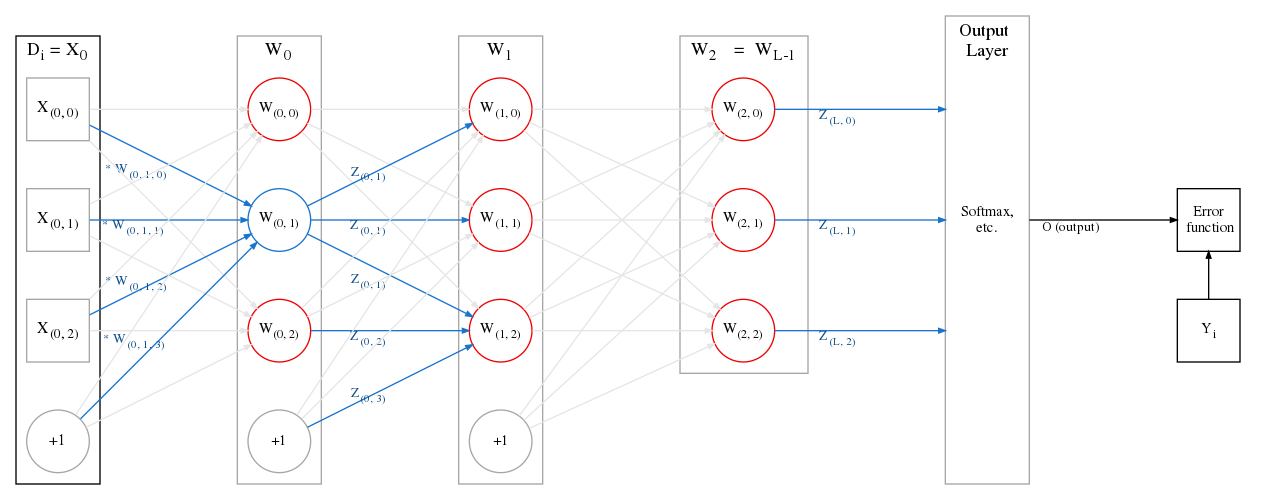 D_i = X_0
X_(0, 0)
X_(0, 1)
X_(0, 2)
+1
* W_(0, 1, 0)
* W_(0, 1, 1)
* W_(0, 1, 2)
* W_(0, 1, 3)
W_0
W_(0, 0)
W_(0, 1)
W_(0, 2)
+1
Z_(0, 1)
Z_(0, 1)
Z_(0, 1)
Z_(0, 2)
Z_(0, 3)
W_1
W_(1, 0)
W_(1, 1)
W_(1, 2)
+1
W_2 = W_L-1
W_(2, 0)
W_(2, 1)
W_(2, 2)
Z_(L, 0)
Z_(L, 1)
Z_(L, 2)
Output
Layer
Softmax,
etc.
O (output)
Error
function
Y_i